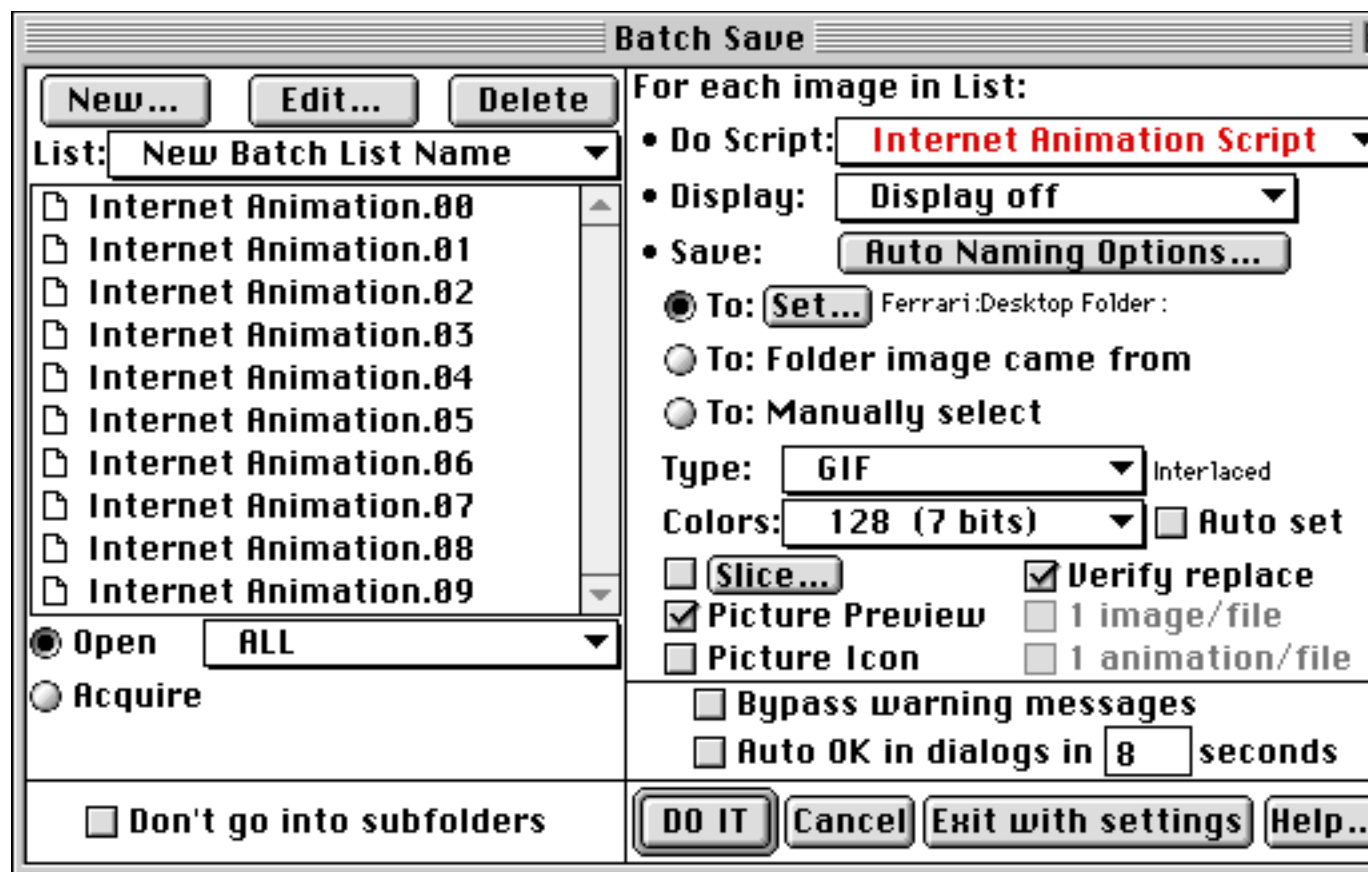 Batch Save
New... Edit... Delete
List: New Batch List Name
Internet Animation.00
Internet Animation.01
Internet Animation.02
Internet Animation.03
Internet Animation.04
Internet Animation.05
Internet Animation.06
Internet Animation.07
Internet Animation.08
Internet Animation.09
Open ALL
Acquire
Don't go into subfolders
For each image in List:
• Do Script: Internet Animation Script
• Display: Display off
• Save: Auto Naming Options...
To: Set... Ferrari:Desktop Folder:
To: Folder image came from
To: Manually select
Type: GIF Interlaced
Colors: 128 (7 bits) Auto set
Slice... Verify replace
Picture Preview 1 image/file
Picture Icon 1 animation/file
Bypass warning messages
Auto OK in dialogs in 8 seconds
DO IT Cancel Exit with settings Help..